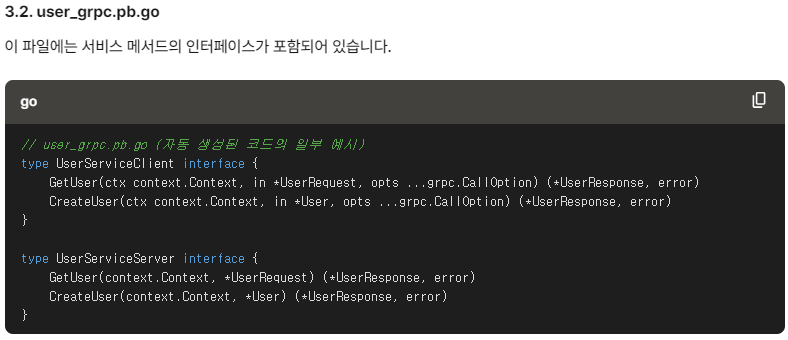 3.2. user_grpc.pb.go
이 파일에는 서비스 메서드의 인터페이스가 포함되어 있습니다.
go
// user_grpc.pb.go (자동 생성된 코드의 일부 예시)
type UserServiceClient interface {
    GetUser(ctx context.Context, in *UserRequest, opts ...grpc.CallOption) (*UserResponse, error)
    CreateUser(ctx context.Context, in *User, opts ...grpc.CallOption) (*UserResponse, error)
}

type UserServiceServer interface {
    GetUser(context.Context, *UserRequest) (*UserResponse, error)
    CreateUser(context.Context, *User) (*UserResponse, error)
}